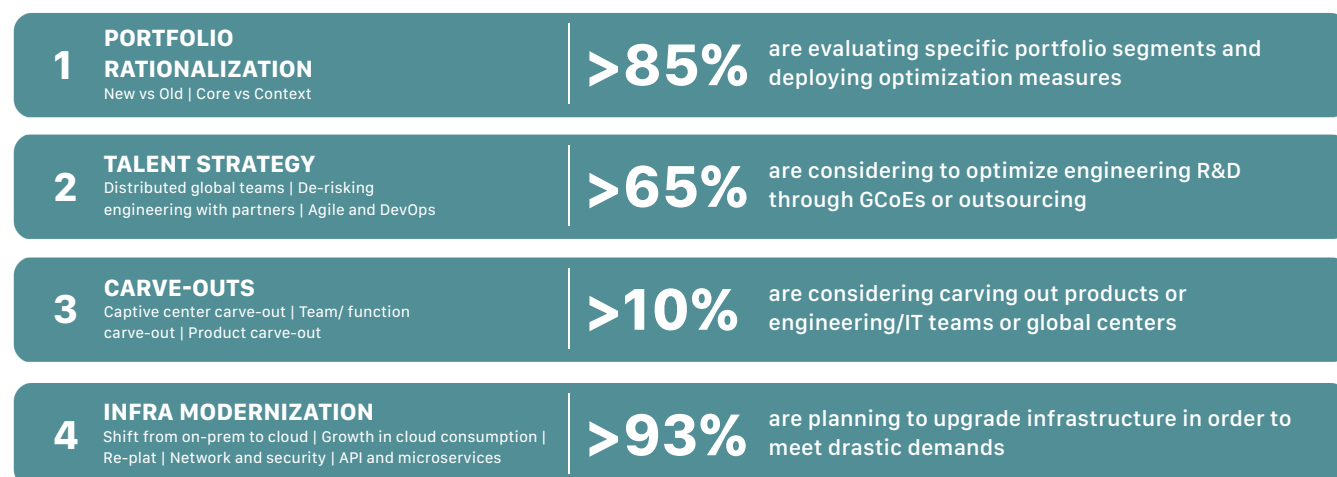 1
PORTFOLIO
RATIONALIZATION
New vs Old | Core vs Context
>85%
are evaluating specific portfolio segments and
deploying optimization measures
2
TALENT STRATEGY
Distributed global teams | De-risking
engineering with partners | Agile and DevOps
>65%
are considering to optimize engineering R&D
through GCoEs or outsourcing
3
CARVE-OUTS
Captive center carve-out | Team/ function
carve-out | Product carve-out
>10%
are considering carving out products or
engineering/IT teams or global centers
4
INFRA MODERNIZATION
Shift from on-prem to cloud | Growth in cloud consumption |
Re-plat | Network and security | API and microservices
>93%
are planning to upgrade infrastructure in order to
meet drastic demands